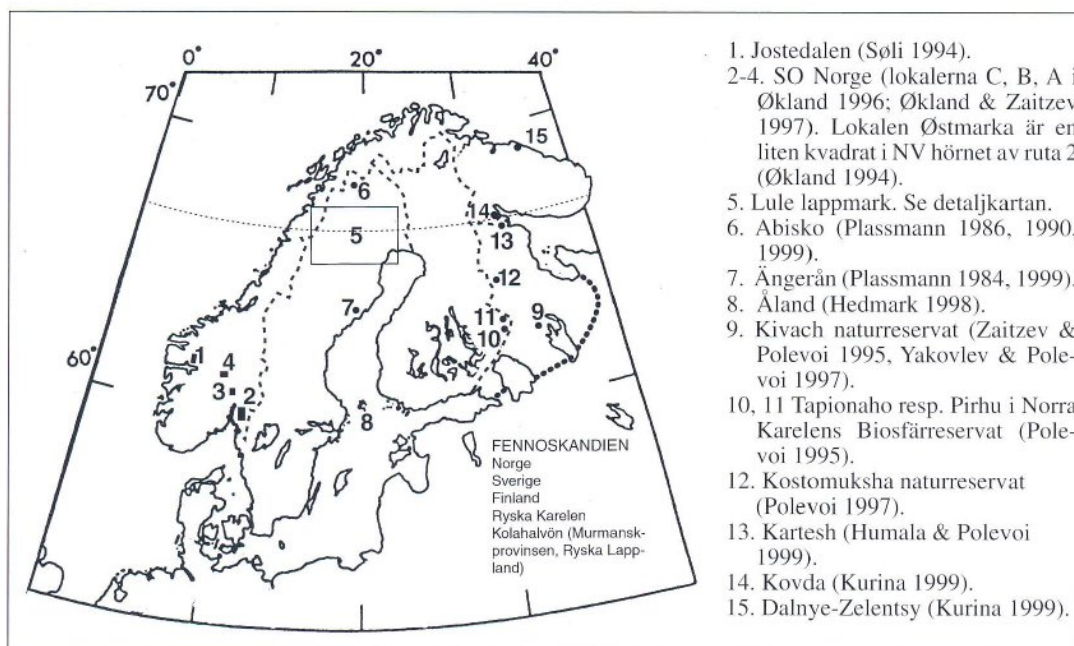 0°
20°
40°
70°
60°
15
6
14
13
5
12
7
11
9
10
1
4
3
2
8
FENNOSKANDIEN
Norge
Sverige
Finland
Ryska Karelen
Kolahalvön (Murmansk-
provinsen, Ryska Lapp-
land)
1. Jostedalen (Søli 1994).
2-4. SO Norge (lokalerna C, B, A i
Økland 1996; Økland & Zaitzev
1997). Lokalen Østmarka är en
liten kvadrat i NV hörnet av ruta 2
(Økland 1994).
5. Lule lappmark. Se detaljkartan.
6. Abisko (Plassmann 1986, 1990,
1999).
7. Ängerån (Plassmann 1984, 1999).
8. Åland (Hedmark 1998).
9. Kivach naturreservat (Zaitzev &
Polevoi 1995, Yakovlev & Pole-
voi 1997).
10, 11 Tapionaho resp. Pirhu i Norra
Karelens Biosfärreservat (Pole-
voi 1995).
12. Kostomuksha naturreservat
(Polevoi 1997).
13. Kartesh (Humala & Polevoi
1999).
14. Kovda (Kurina 1999).
15. Dalnye-Zelentsy (Kurina 1999).